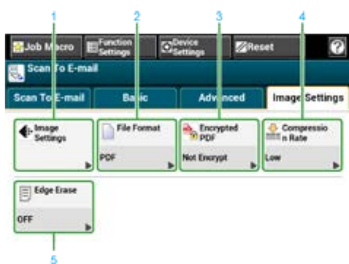 1 2 3 4
Job Macro Function Settings Device Settings Reset ?
Scan To E-mail
Scan To E-mail Basic Advanced Image Settings
Image Settings File Format Encrypted PDF Compressio
n Rate
PDF Not Encrypt Low
Edge Erase
OFF
5